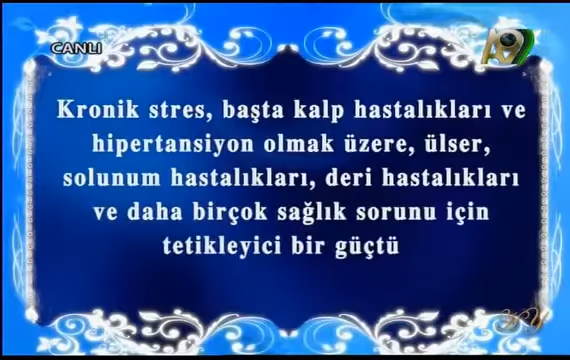 CANLI
A9
Kronik stres, başta kalp hastalıkları ve
hipertansiyon olmak üzere, ülser,
solunum hastalıkları, deri hastalıkları
ve daha birçok sağlık sorunu için
tetikleyici bir güçtü